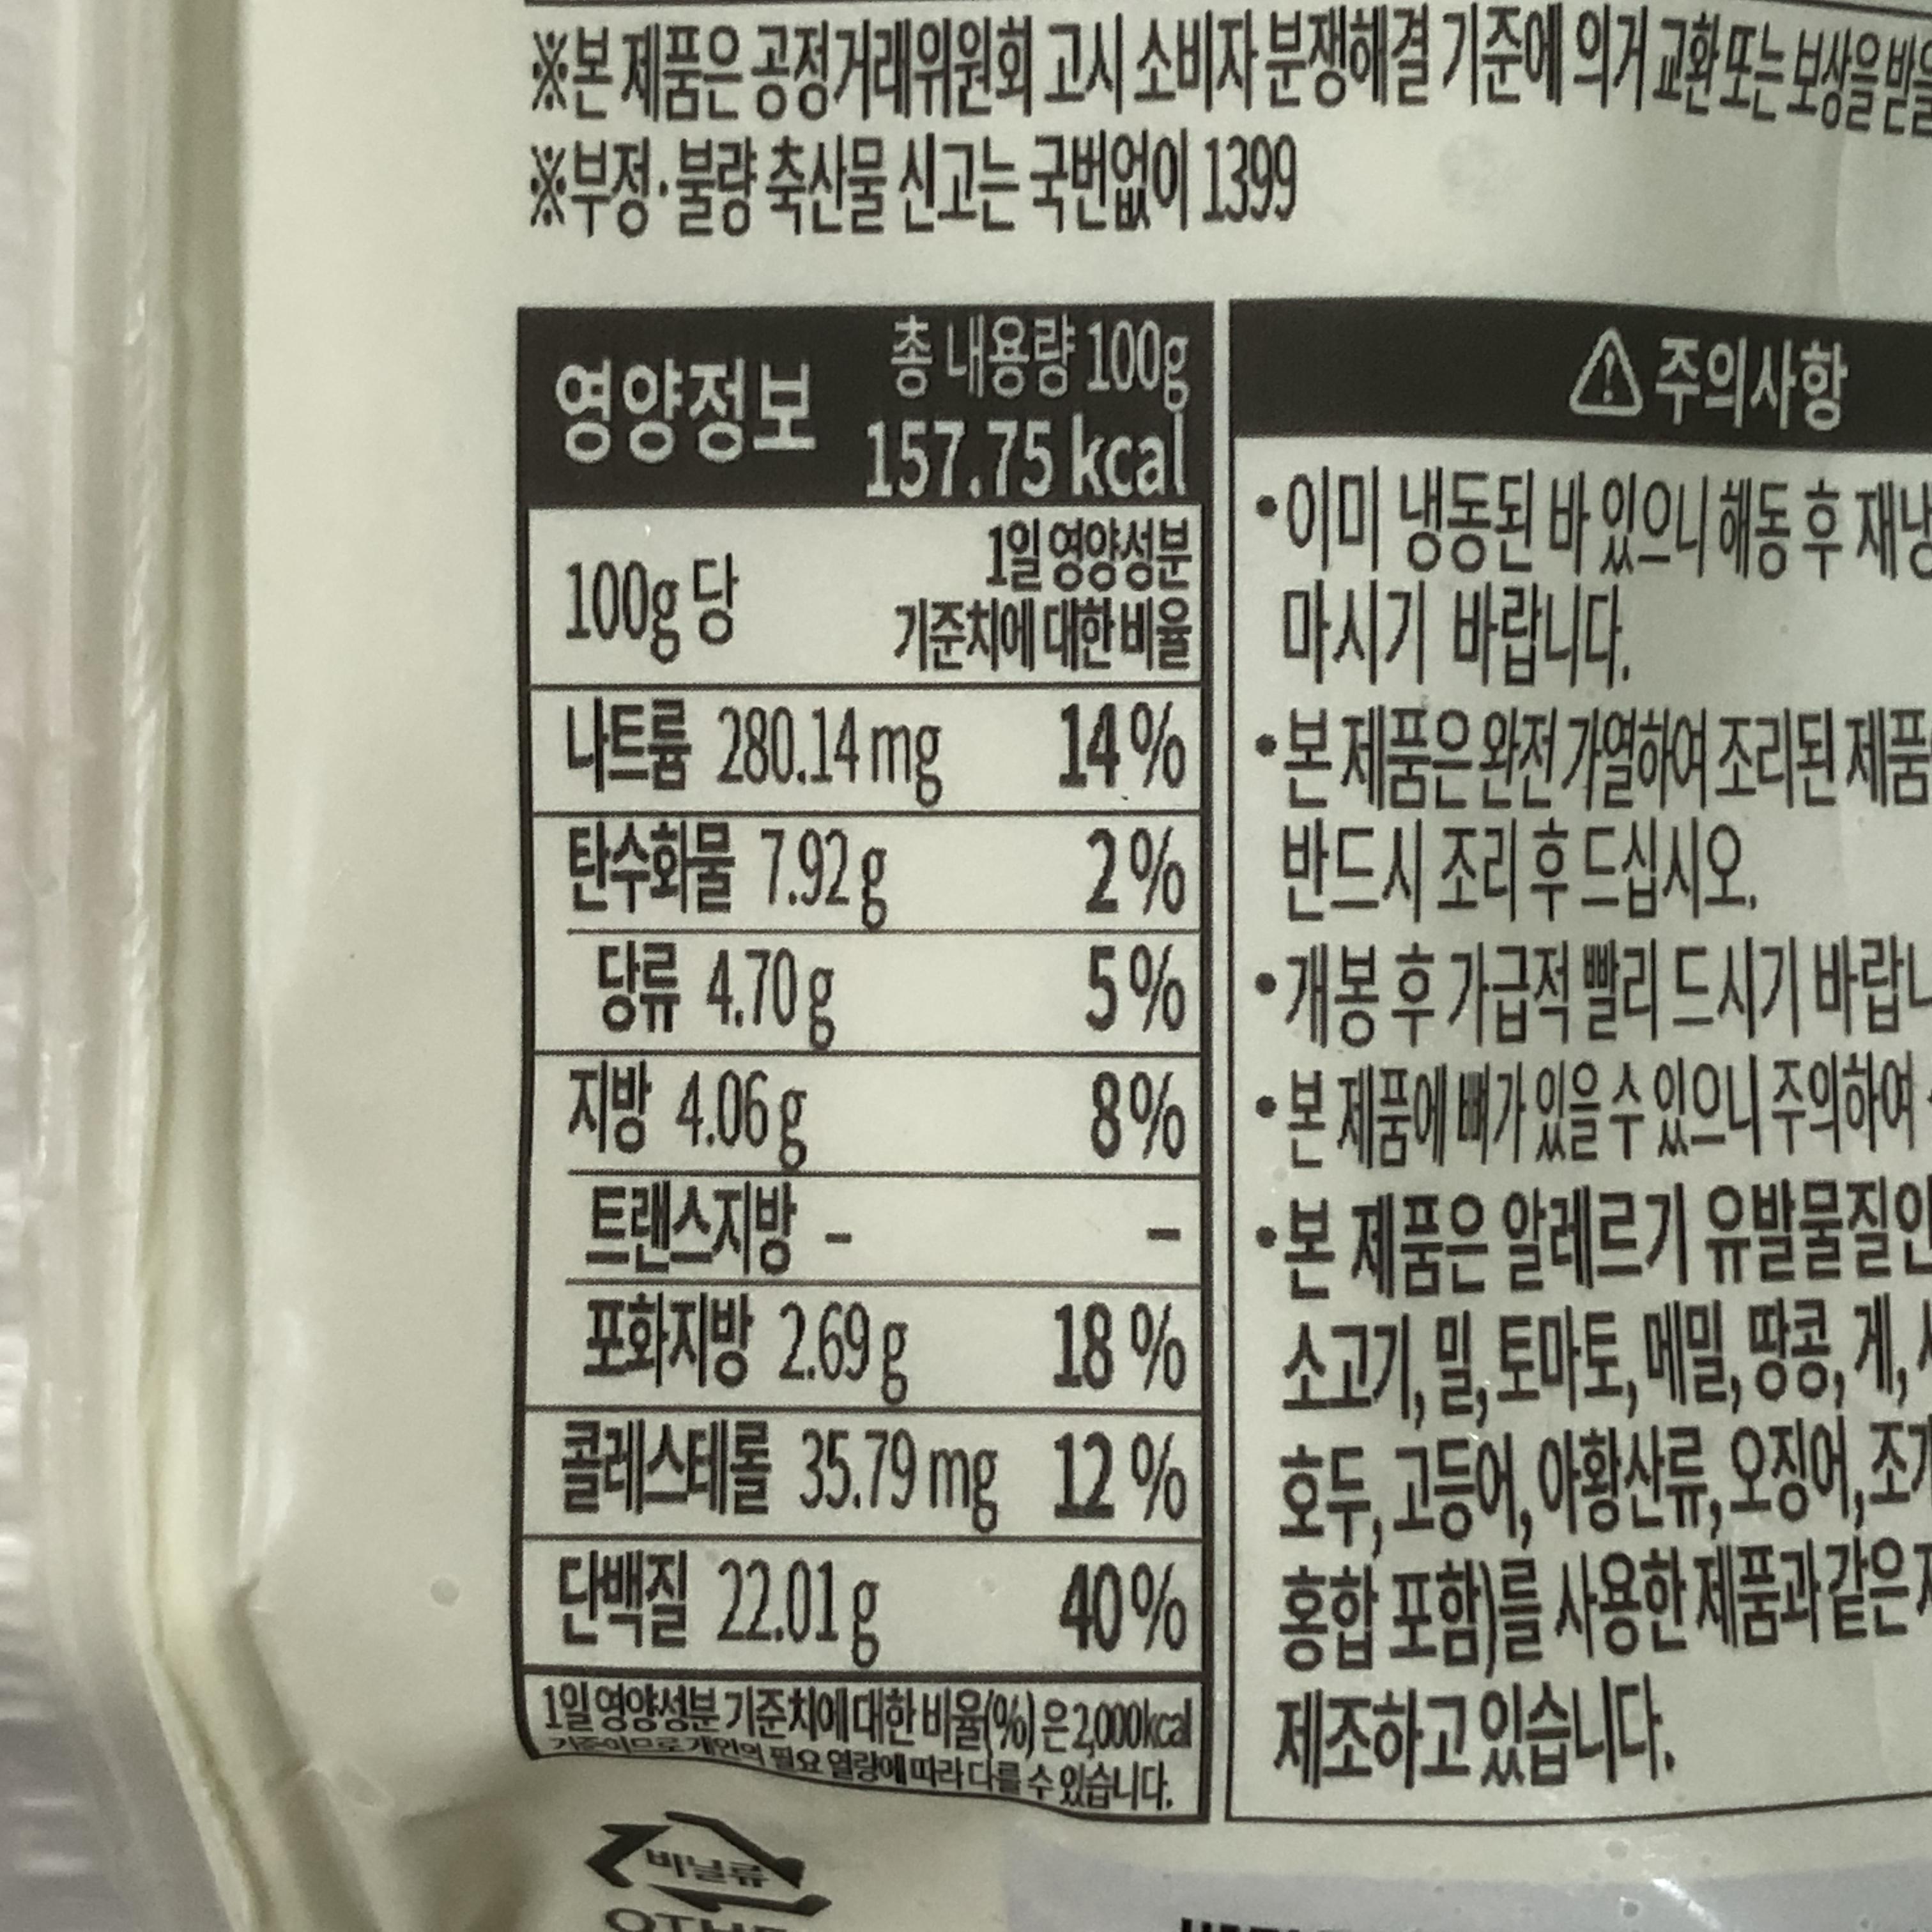 ※본 제품은 공정거래위원회 고시 소비자 분쟁해결 기준에 의거 교환 또는 보상을 받을
※부정·불량 축산물 신고는 국번없이 1399
영양정보
총 내용량 100g
157.75 kcal
100g 당
1일 영양성분
기준치에 대한 비율
나트륨 280.14 mg 14 %
탄수화물 7.92 g 2 %
당류 4.70 g 5 %
지방 4.06 g 8 %
트랜스지방 – –
포화지방 2.69 g 18 %
콜레스테롤 35.79 mg 12 %
단백질 22.01 g 40 %
1일 영양성분 기준치에 대한 비율(%)은 2,000kcal
기준이므로 개인의 필요 열량에 따라 다를 수 있습니다.
⚠ 주의사항
•이미 냉동된 바 있으니 해동 후
마시기 바랍니다.
•본 제품은 완전 가열하여 조리된 제품
반드시 조리 후 드십시오.
•개봉 후 가급적 빨리 드시기
•본 제품에 뼈가 있을 수 있으니 주의하여
•본 제품은 알레르기
소고기, 밀, 토마토, 메밀, 땅콩, 게,
호두, 고등어, 아황산류, 오징어,
홍합 포함)를 사용한 제품과 같은
제조하고 있습니다.
비닐류